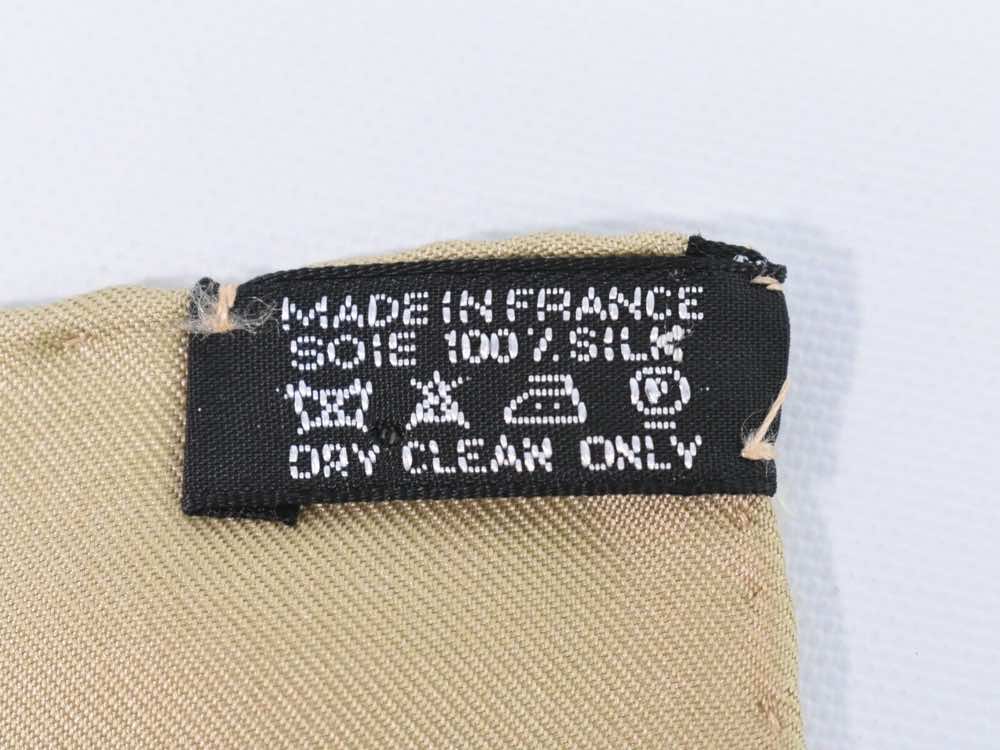 MADE IN FRANCE
SOIE 100% SILK
P
DRY CLEAN ONLY